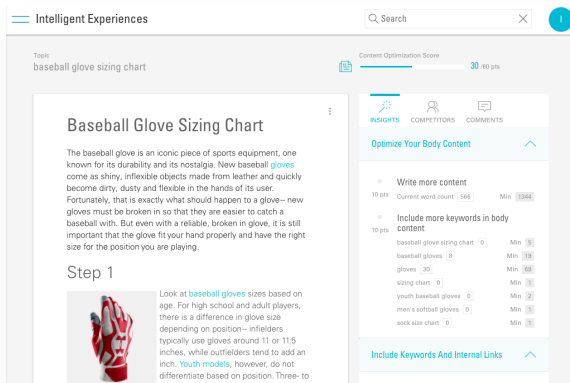 Intelligent Experiences
Search
I
Topic
baseball glove sizing chart
Content Optimization Score
30 /60 pts
Baseball Glove Sizing Chart
The baseball glove is an iconic piece of sports equipment, one
known for its durability and its nostalgia. New baseball gloves
come as shiny, inflexible objects made from leather and quickly
become dirty, dusty and flexible in the hands of its user.
Fortunately, that is exactly what should happen to a glove– new
gloves must be broken in so that they are easier to catch a
baseball with. But even with a reliable, broken in glove, it is still
important that the glove fit your hand properly and have the right
size for the position you are playing.
Step 1
Look at baseball gloves sizes based on
age. For high school and adult players,
there is a difference in glove size
depending on position– infielders
typically use gloves around 11 or 11.5
inches, while outfielders tend to add an
inch. Youth models, however, do not
differentiate based on position. Three- to
INSIGHTS
COMPETITORS
COMMENTS
Optimize Your Body Content
Write more content
10 pts
Current word count 566 Min 1344
Include more keywords in body
content
10 pts
baseball glove sizing chart 0 Min 5
baseball gloves 8 Min 19
gloves 30 Min 69
sizing chart 0 Min 1
youth baseball gloves 0 Min 2
men's softball gloves 0 Min 1
sock size chart 0 Min 1
Include Keywords And Internal Links